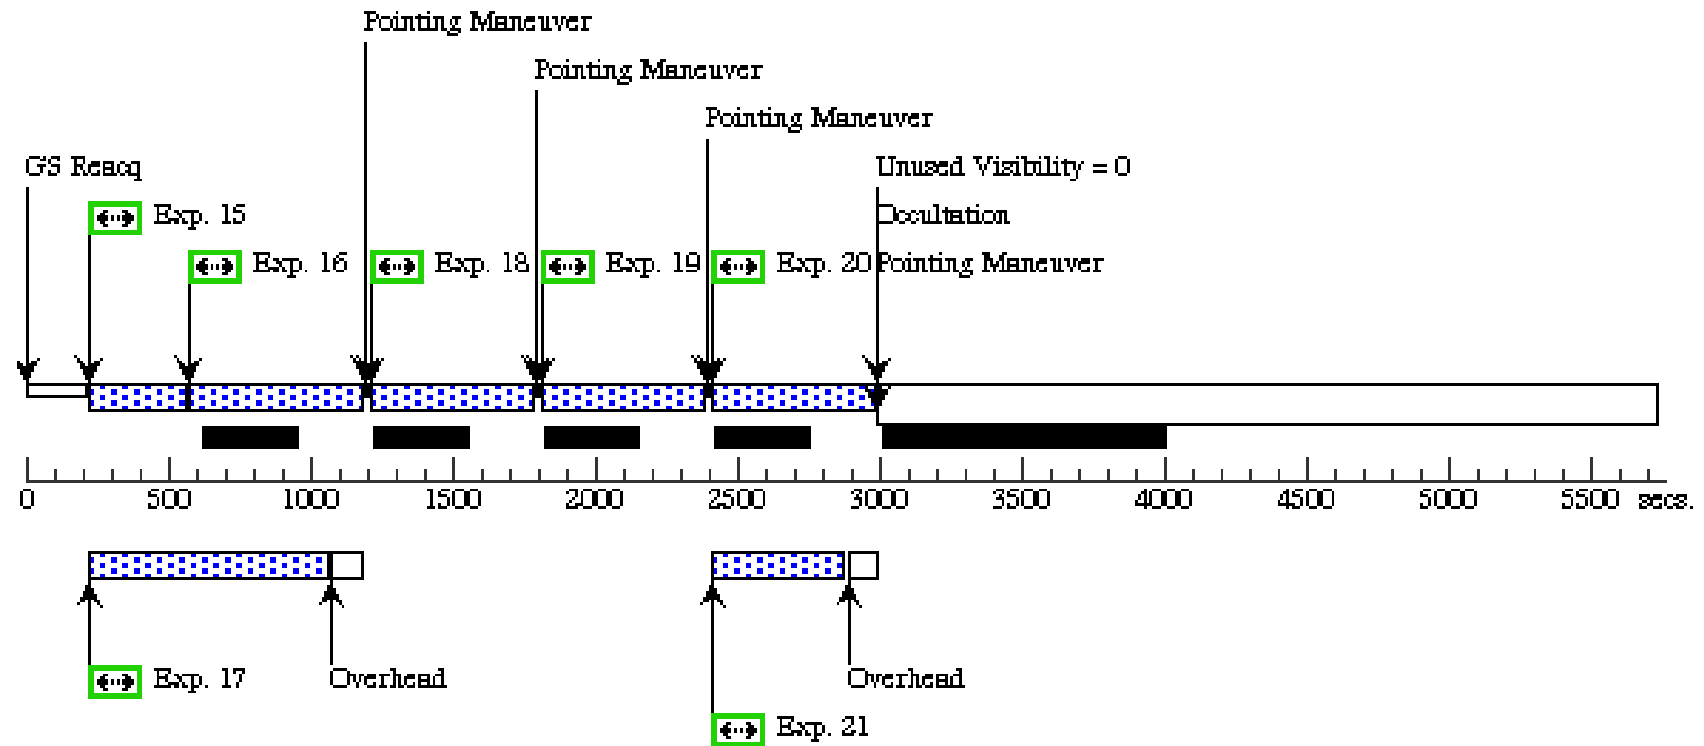 Pointing Maneuver
Pointing Maneuver
Pointing Maneuver
GS Reacq
Unused Visibility = 0
Exp. 15
Occultation
Exp. 16
Exp. 18
Exp. 19
Exp. 20
Pointing Maneuver
0 500 1000 1500 2000 2500 3000 3500 4000 4500 5000 5500 secs.
Exp. 17
Overhead
Overhead
Exp. 21